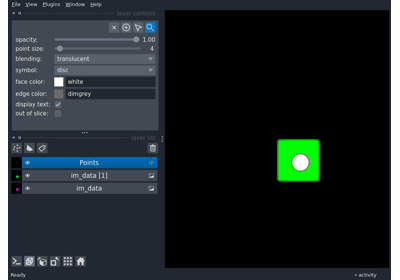 File View Plugins Window Help
layer controls
opacity: 1.00
point size: 4
blending: translucent
symbol: disc
face color: white
edge color: dimgrey
display text:
out of slice:
layer list
Points
im_data [1]
im_data
Ready
activity